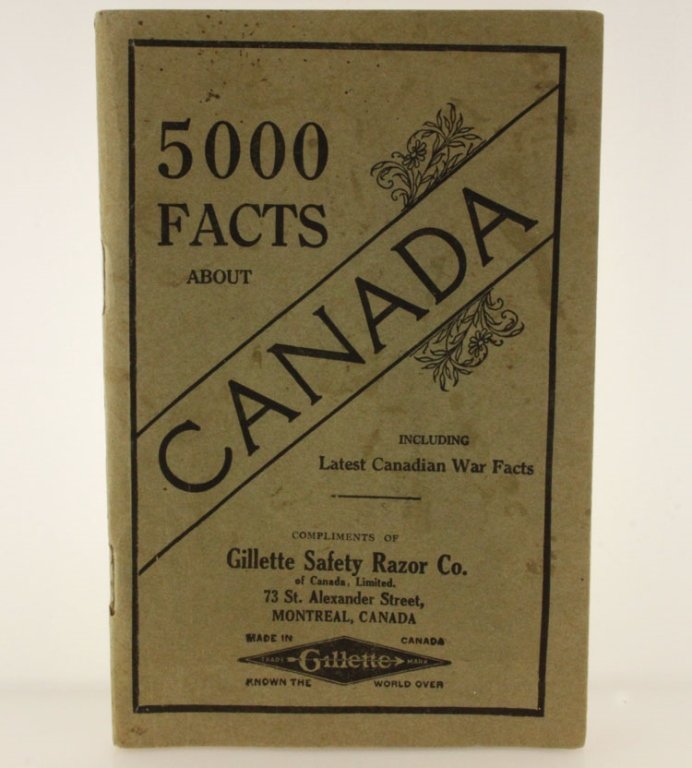 5000
FACTS
ABOUT
CANADA
INCLUDING
Latest Canadian War Facts
COMPLIMENTS OF
Gillette Safety Razor Co.
of Canada, Limited.
73 St. Alexander Street,
MONTREAL, CANADA
MADE IN CANADA
TRADE Gillette MARK
KNOWN THE WORLD OVER